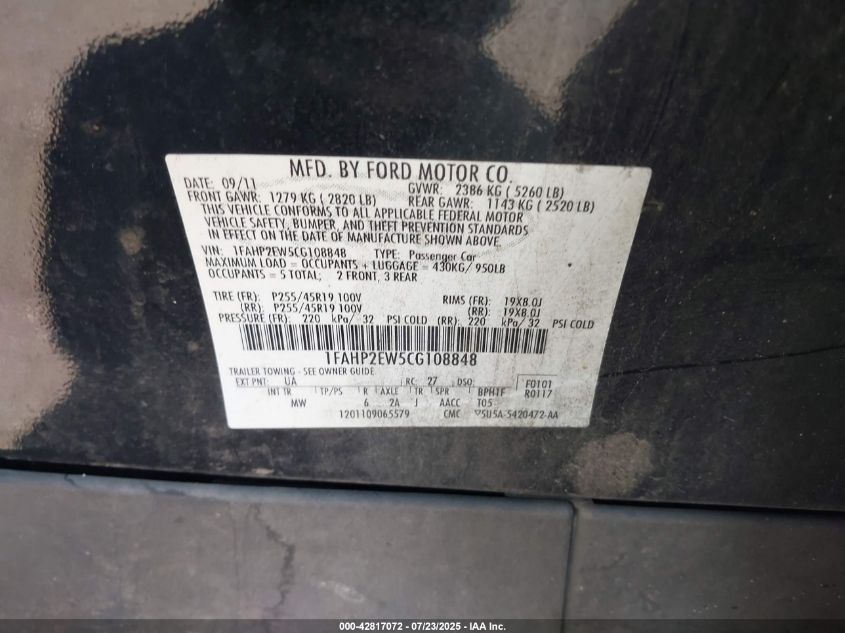 MFD. BY FORD MOTOR CO.
DATE: 09/11 GVWR: 2386 KG ( 5260 LB)
FRONT GAWR: 1279 KG ( 2820 LB) REAR GAWR: 1143 KG ( 2520 LB)
THIS VEHICLE CONFORMS TO ALL APPLICABLE FEDERAL MOTOR
VEHICLE SAFETY, BUMPER, AND THEFT PREVENTION STANDARDS
IN EFFECT ON THE DATE OF MANUFACTURE SHOWN ABOVE.
VIN: 1FAHP2EW5CG108848 TYPE: Passenger Car
MAXIMUM LOAD = OCCUPANTS + LUGGAGE = 430KG/ 950LB
OCCUPANTS = 5 TOTAL; 2 FRONT, 3 REAR
TIRE (FR): P255/45R19 100V RIMS (FR): 19X8.0J
(RR): P255/45R19 100V (RR): 19X8.0J
PRESSURE (FR): 220 kPa/ 32 PSI COLD (RR): 220 kPa/ 32 PSI COLD
1FAHP2EW5CG108848
TRAILER TOWING - SEE OWNER GUIDE.
EXT PNT: UA RC: 27 DSO: F0101
INT TR TP/PS R AXLE TR SPR BPHTF R0117
MW 6 2A J AACC T05
1201109065579 CMC 5U5A-5420472-AA
000-42817072 - 07/23/2025 - IAA Inc.